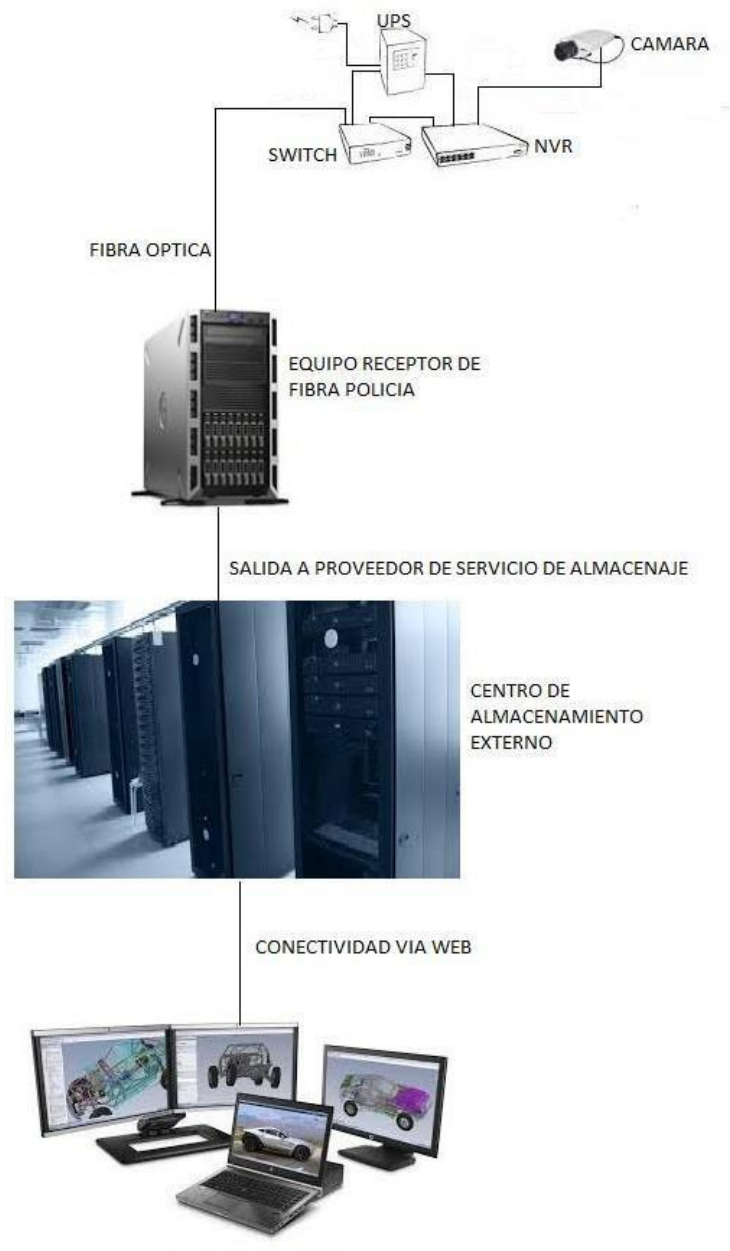 UPS
CAMARA
SWITCH
NVR
FIBRA OPTICA
EQUIPO RECEPTOR DE
FIBRA POLICIA
SALIDA A PROVEEDOR DE SERVICIO DE ALMACENAJE
CENTRO DE
ALMACENAMIENTO
EXTERNO
CONECTIVIDAD VIA WEB